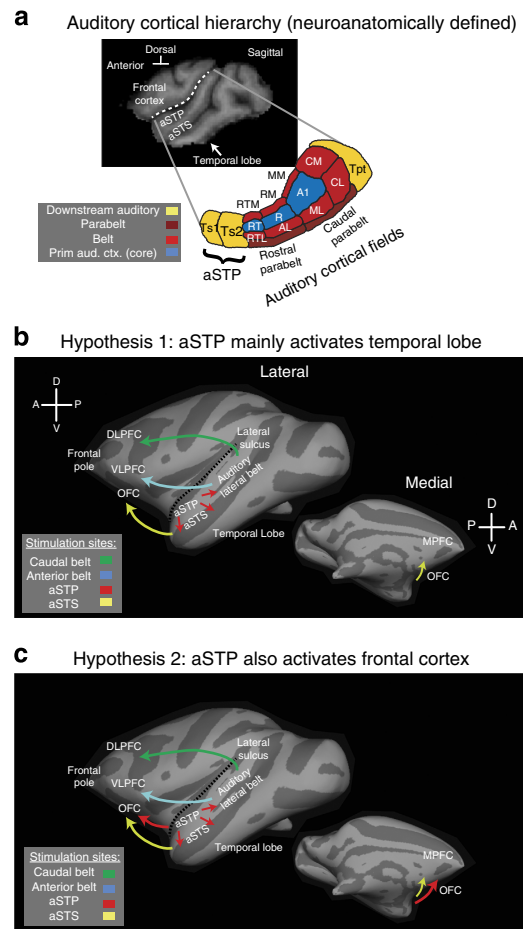 a
Auditory cortical hierarchy (neuroanatomically defined)
Dorsal
Sagittal
Anterior
Frontal
cortex
aSTP
aSTS
Temporal lobe
MM
RM
RTM
CM
Tpt
A1
CL
R
ML
RT
AL
RTL
Ts1
Ts2
Caudal
parabelt
Rostral
parabelt
Auditory cortical fields
aSTP
Downstream auditory
Parabelt
Belt
Prim aud. ctx. (core)
b
Hypothesis 1: aSTP mainly activates temporal lobe
Lateral
D
A
P
V
DLPFC
Lateral
sulcus
Frontal
pole
VLPFC
Auditory
lateral belt
OFC
aSTP
aSTS
Temporal Lobe
Medial
D
P
A
V
MPFC
OFC
Stimulation sites:
Caudal belt
Anterior belt
aSTP
aSTS
c
Hypothesis 2: aSTP also activates frontal cortex
DLPFC
Lateral
sulcus
Frontal
pole
VLPFC
Auditory
lateral belt
OFC
aSTP
aSTS
Temporal lobe
MPFC
OFC
Stimulation sites:
Caudal belt
Anterior belt
aSTP
aSTS